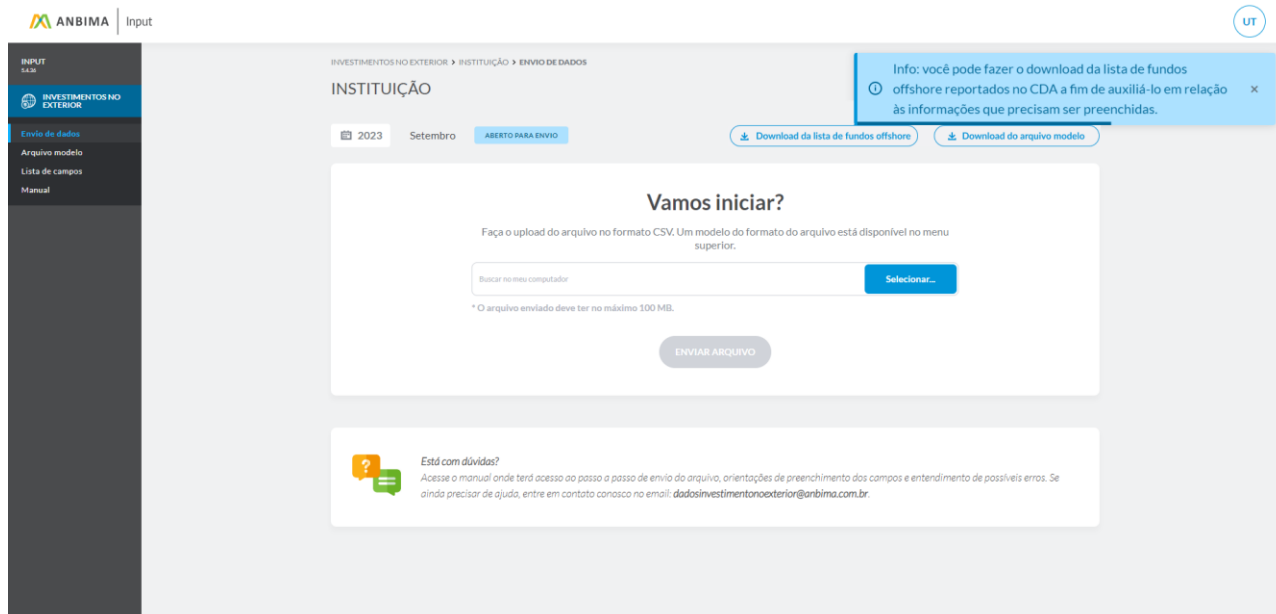 ANBIMA Input
UT
INPUT
5.4.36
INVESTIMENTOS NO
EXTERIOR
Envio de dados
Arquivo modelo
Lista de campos
Manual
INVESTIMENTOS NO EXTERIOR > INSTITUIÇÃO > ENVIO DE DADOS
INSTITUIÇÃO
Info: você pode fazer o download da lista de fundos
offshore reportados no CDA a fim de auxiliá-lo em relação
às informações que precisam ser preenchidas.
2023 Setembro ABERTO PARA ENVIO Download da lista de fundos offshore Download do arquivo modelo
Vamos iniciar?
Faça o upload do arquivo no formato CSV. Um modelo do formato do arquivo está disponível no menu
superior.
Buscar no meu computador Selecionar...
* O arquivo enviado deve ter no máximo 100 MB.
ENVIAR ARQUIVO
Está com dúvidas?
Acesse o manual onde terá acesso ao passo a passo de envio do arquivo, orientações de preenchimento dos campos e entendimento de possíveis erros. Se
ainda precisar de ajuda, entre em contato conosco no email: dadosinvestimentonoexterior@anbima.com.br.